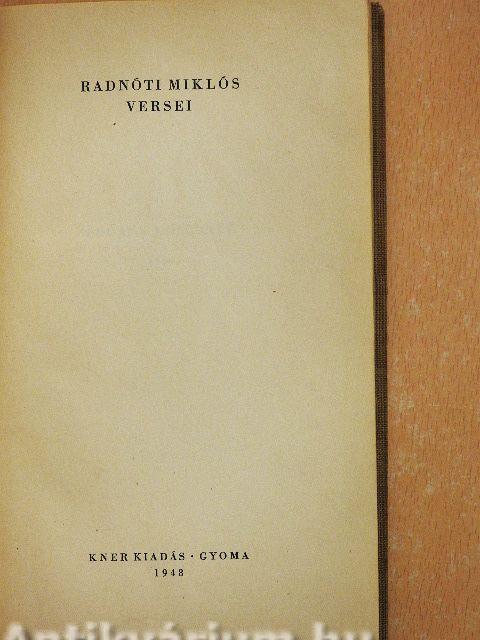 RADNÓTI MIKLÓS
VERSEI
KNER KIADÁS · GYOMA
1948
Antikvárium.hu